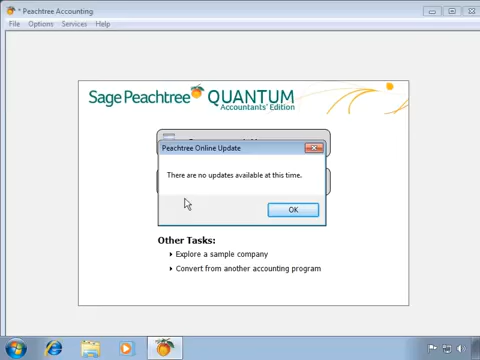 * Peachtree Accounting
File Options Services Help
Sage Peachtree QUANTUM
Accountants' Edition
Peachtree Online Update
There are no updates available at this time.
OK
Other Tasks:
Explore a sample company
Convert from another accounting program